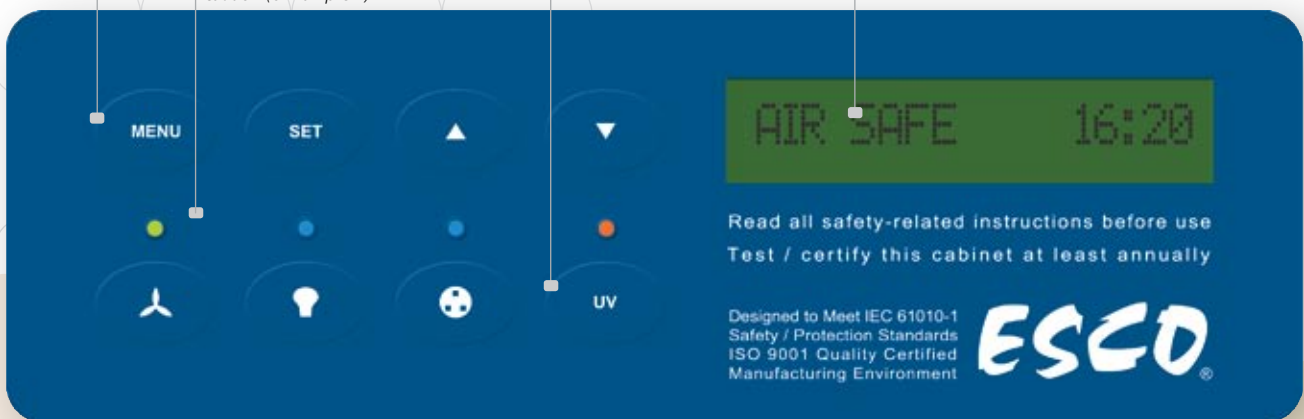 MENU SET ▲ ▼
UV
AIR SAFE 16:20
Read all safety-related instructions before use
Test / certify this cabinet at least annually
Designed to Meet IEC 61010-1
Safety / Protection Standards
ISO 9001 Quality Certified
Manufacturing Environment
ESCO®